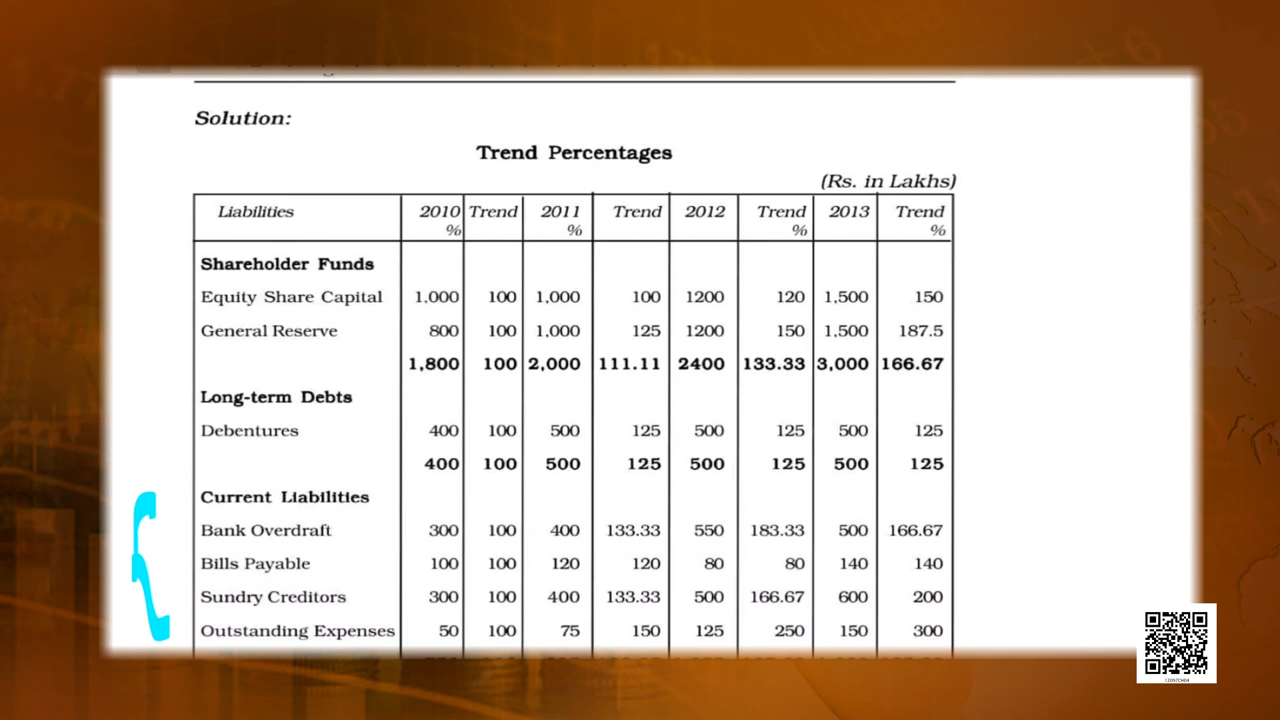 Solution:
Trend Percentages
(Rs. in Lakhs)
Liabilities 2010 Trend 2011 Trend 2012 Trend 2013 Trend
% % % %
Shareholder Funds
Equity Share Capital 1,000 100 1,000 100 1200 120 1,500 150
General Reserve 800 100 1,000 125 1200 150 1,500 187.5
1,800 100 2,000 111.11 2400 133.33 3,000 166.67
Long-term Debts
Debentures 400 100 500 125 500 125 500 125
400 100 500 125 500 125 500 125
Current Liabilities
Bank Overdraft 300 100 400 133.33 550 183.33 500 166.67
Bills Payable 100 100 120 120 80 80 140 140
Sundry Creditors 300 100 400 133.33 500 166.67 600 200
Outstanding Expenses 50 100 75 150 125 250 150 300
12097CH04